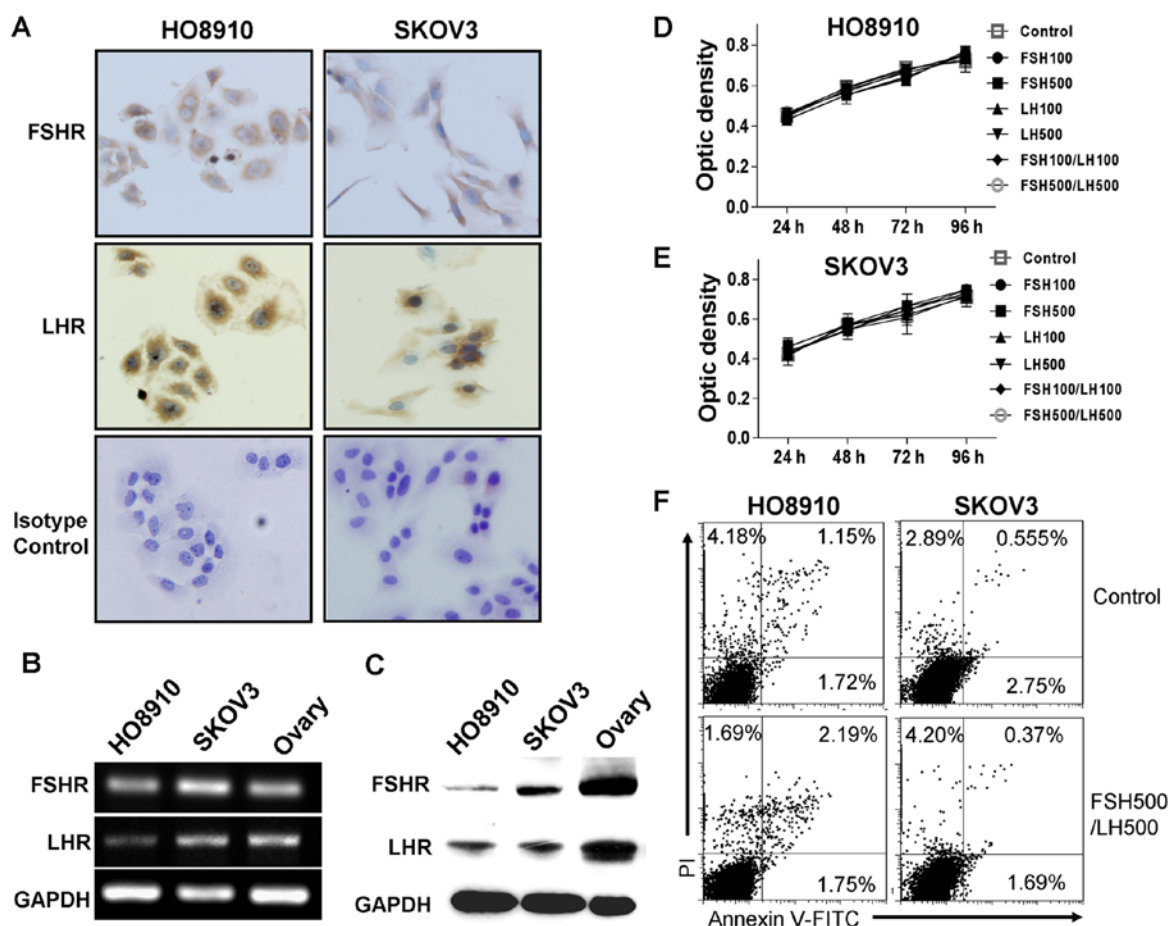 A
HO8910
SKOV3
FSHR
LHR
Isotype
Control
B
HO8910
SKOV3
Ovary
FSHR
LHR
GAPDH
C
HO8910
SKOV3
Ovary
FSHR
LHR
GAPDH
D
HO8910
Optic density
0.8
0.6
0.4
0.2
0.0
24 h 48 h 72 h 96 h
Control
FSH100
FSH500
LH100
LH500
FSH100/LH100
FSH500/LH500
E
SKOV3
Optic density
0.8
0.6
0.4
0.2
0.0
24 h 48 h 72 h 96 h
Control
FSH100
FSH500
LH100
LH500
FSH100/LH100
FSH500/LH500
F
HO8910
SKOV3
4.18% 1.15%
1.72%
2.89% 0.555%
2.75%
Control
1.69% 2.19%
1.75%
4.20% 0.37%
1.69%
FSH500
/LH500
PI
Annexin V-FITC